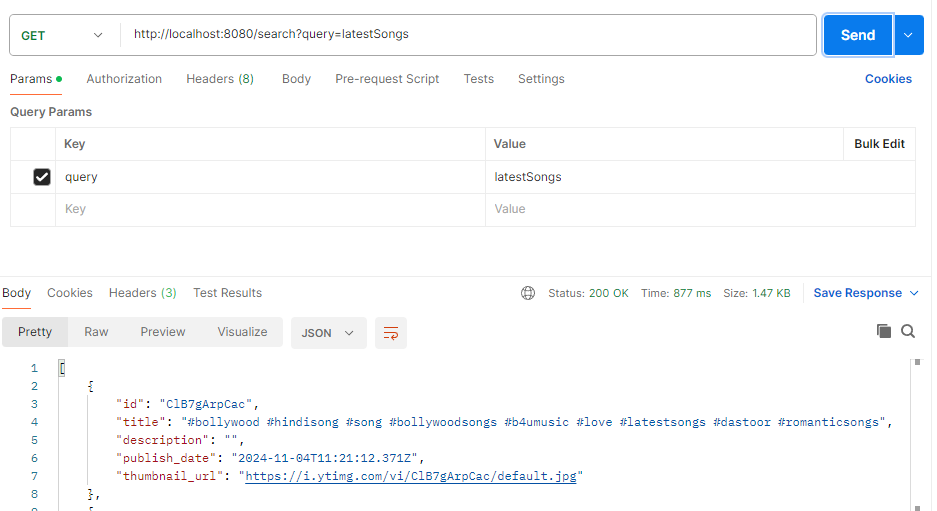 GET http://localhost:8080/search?query=latestSongs Send
Params Authorization Headers (8) Body Pre-request Script Tests Settings Cookies
Query Params
Key Value Bulk Edit
query latestSongs
Key Value
Body Cookies Headers (3) Test Results Status: 200 OK Time: 877 ms Size: 1.47 KB Save Response
Pretty Raw Preview Visualize JSON
1 [
2 {
3 "id": "ClB7gArpCac",
4 "title": "#bollywood #hindisong #song #bollywoodsongs #b4umusic #love #latestsongs #dastoor #romanticsongs",
5 "description": "",
6 "publish_date": "2024-11-04T11:21:12.371Z",
7 "thumbnail_url": "https://i.ytimg.com/vi/ClB7gArpCac/default.jpg"
8 },